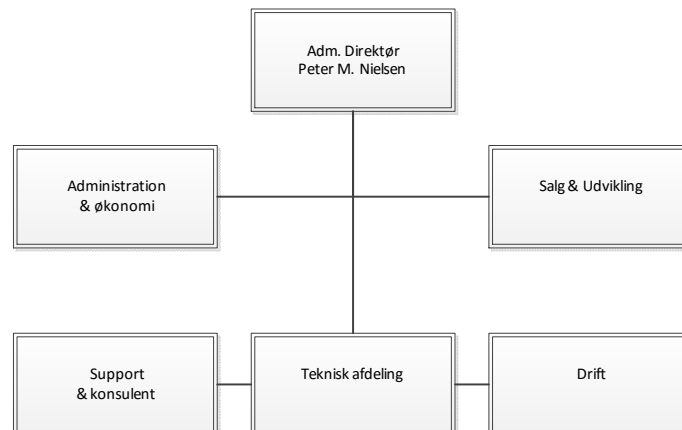 Adm. Direktør
Peter M. Nielsen
Administration
& økonomi
Salg & Udvikling
Support
& konsulent
Teknisk afdeling
Drift